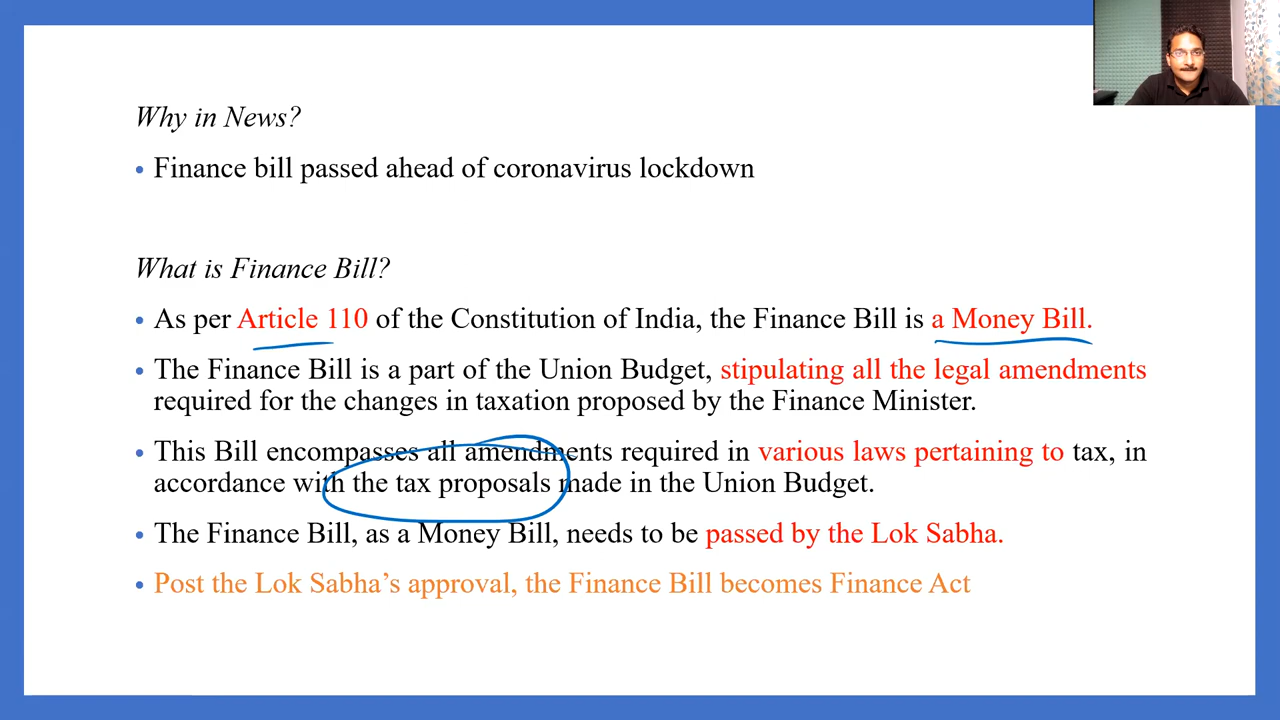 Why in News?
• Finance bill passed ahead of coronavirus lockdown
What is Finance Bill?
• As per Article 110 of the Constitution of India, the Finance Bill is a Money Bill.
• The Finance Bill is a part of the Union Budget, stipulating all the legal amendments
required for the changes in taxation proposed by the Finance Minister.
• This Bill encompasses all amendments required in various laws pertaining to tax, in
accordance with the tax proposals made in the Union Budget.
• The Finance Bill, as a Money Bill, needs to be passed by the Lok Sabha.
• Post the Lok Sabha’s approval, the Finance Bill becomes Finance Act